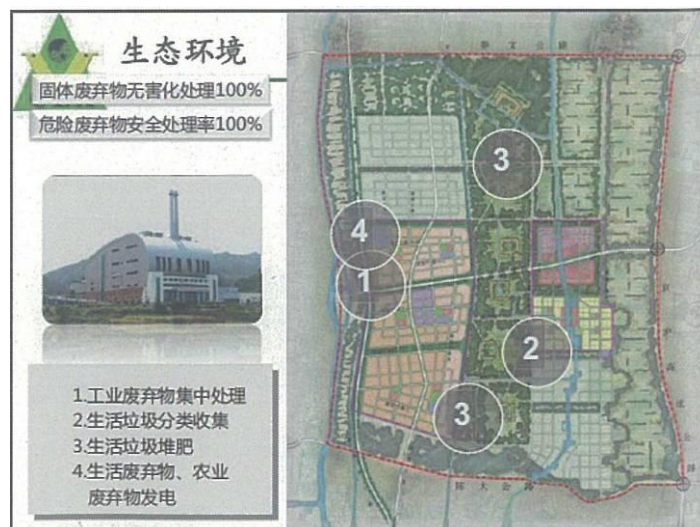 生态环境
固体废弃物无害化处理100%
危险废弃物安全处理率100%
1.工业废弃物集中处理
2.生活垃圾分类收集
3.生活垃圾堆肥
4.生活废弃物、农业
废弃物发电
3
4
1
2
3